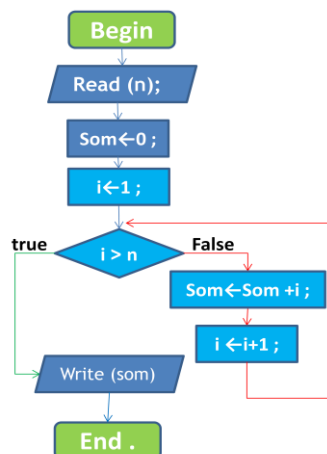 Begin
Read (n);
Som←0 ;
i←1 ;
true
False
i > n
Som←Som +i ;
i ←i+1 ;
Write (som)
End .